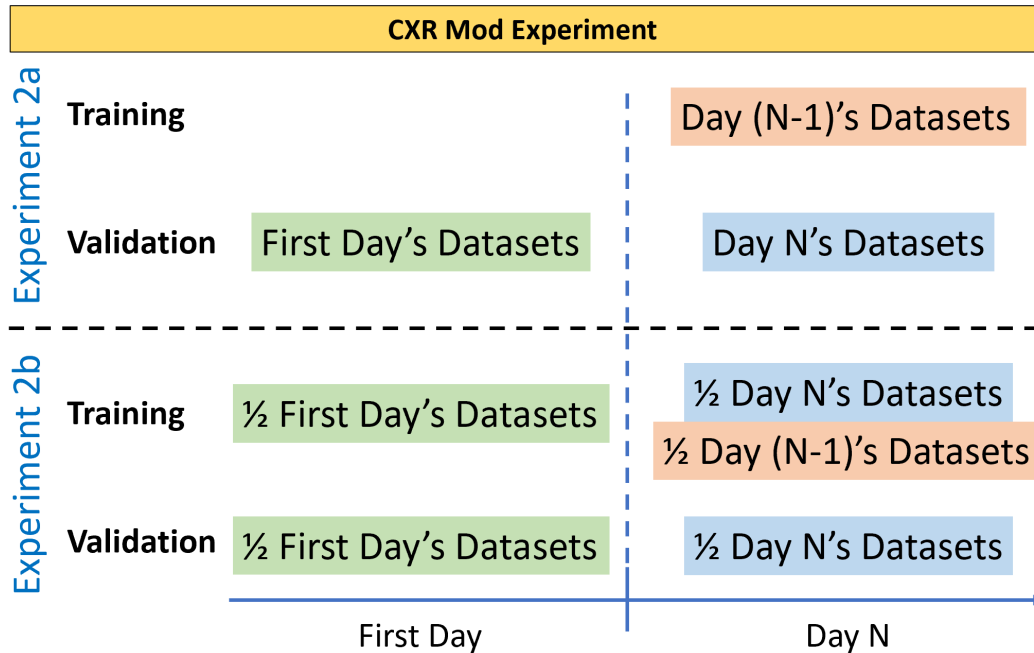 CXR Mod Experiment
Experiment 2a
Training
Day (N-1)’s Datasets
Validation
First Day’s Datasets
Day N’s Datasets
Experiment 2b
Training
½ First Day’s Datasets
½ Day N’s Datasets
½ Day (N-1)’s Datasets
Validation
½ First Day’s Datasets
½ Day N’s Datasets
First Day
Day N